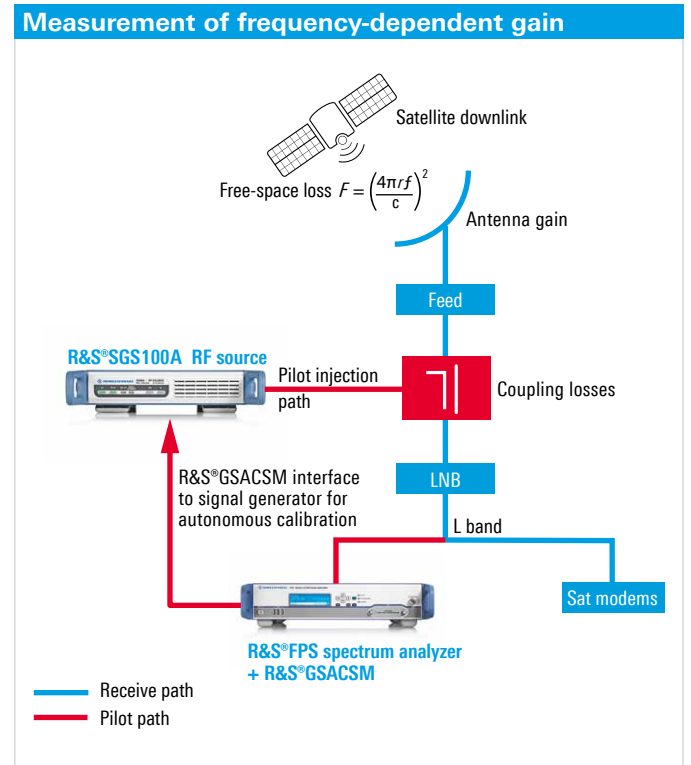 Measurement of frequency-dependent gain
Satellite downlink
Free-space loss F = (4πrf / c)²
Antenna gain
Feed
R&S®SGS100A RF source
Pilot injection
path
Coupling losses
R&S®GSACSM interface
to signal generator for
autonomous calibration
LNB
L band
Sat modems
R&S®FPS spectrum analyzer
+ R&S®GSACSM
Receive path
Pilot path